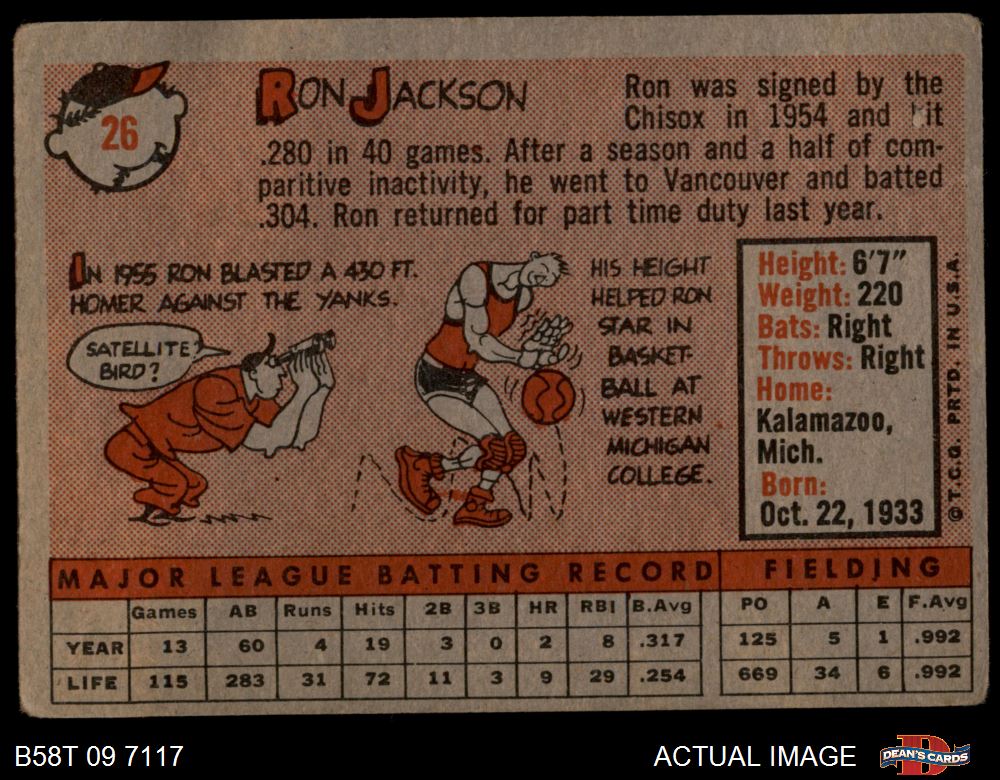 26
RON JACKSON
Ron was signed by the
Chisox in 1954 and hit
.280 in 40 games. After a season and a half of com-
paritive inactivity, he went to Vancouver and batted
.304. Ron returned for part time duty last year.
IN 1955 RON BLASTED A 430 FT.
HOMER AGAINST THE YANKS.
SATELLITE?
BIRD?
HIS HEIGHT
HELPED RON
STAR IN
BASKET-
BALL AT
WESTERN
MICHIGAN
COLLEGE.
Height: 6'7"
Weight: 220
Bats: Right
Throws: Right
Home:
Kalamazoo,
Mich.
Born:
Oct. 22, 1933
© T.C.G. PRTD. IN U.S.A.
MAJOR LEAGUE BATTING RECORD FIELDING
Games AB Runs Hits 2B 3B HR RBI B.Avg PO A E F.Avg
YEAR 13 60 4 19 3 0 2 8 .317 125 5 1 .992
LIFE 115 283 31 72 11 3 9 29 .254 669 34 6 .992
B58T 09 7117 ACTUAL IMAGE DEAN'S CARDS